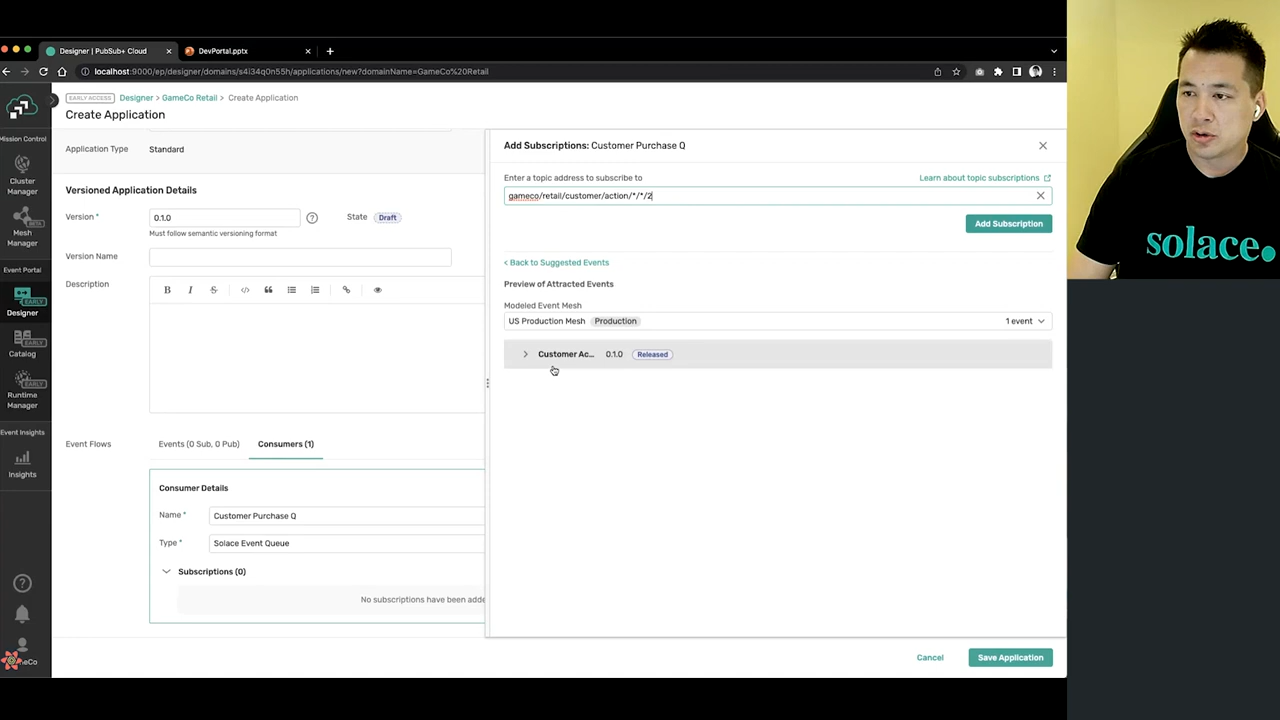 Designer | PubSub+ Cloud
DevPortal.pptx
localhost:9000/ep/designer/domains/s4i34q0n55h/applications/new?domainName=GameCo%20Retail
EARLY ACCESS
Designer > GameCo Retail > Create Application
Create Application
Mission Control
Cluster
Manager
BETA
Mesh
Manager
Event Portal
EARLY
Designer
EARLY
Catalog
EARLY
Runtime
Manager
Event Insights
Insights
Application Type Standard
Versioned Application Details
Version * 0.1.0 State Draft
Must follow semantic versioning format
Version Name
Description
B I S
Event Flows Events (0 Sub, 0 Pub) Consumers (1)
Consumer Details
Name * Customer Purchase Q
Type * Solace Event Queue
Subscriptions (0)
No subscriptions have been adde
Add Subscriptions: Customer Purchase Q
Enter a topic address to subscribe to Learn about topic subscriptions
gameco/retail/customer/action/*/*/2
Add Subscription
< Back to Suggested Events
Preview of Attracted Events
Modeled Event Mesh
US Production Mesh Production 1 event
Customer Ac... 0.1.0 Released
Cancel Save Application
solace.